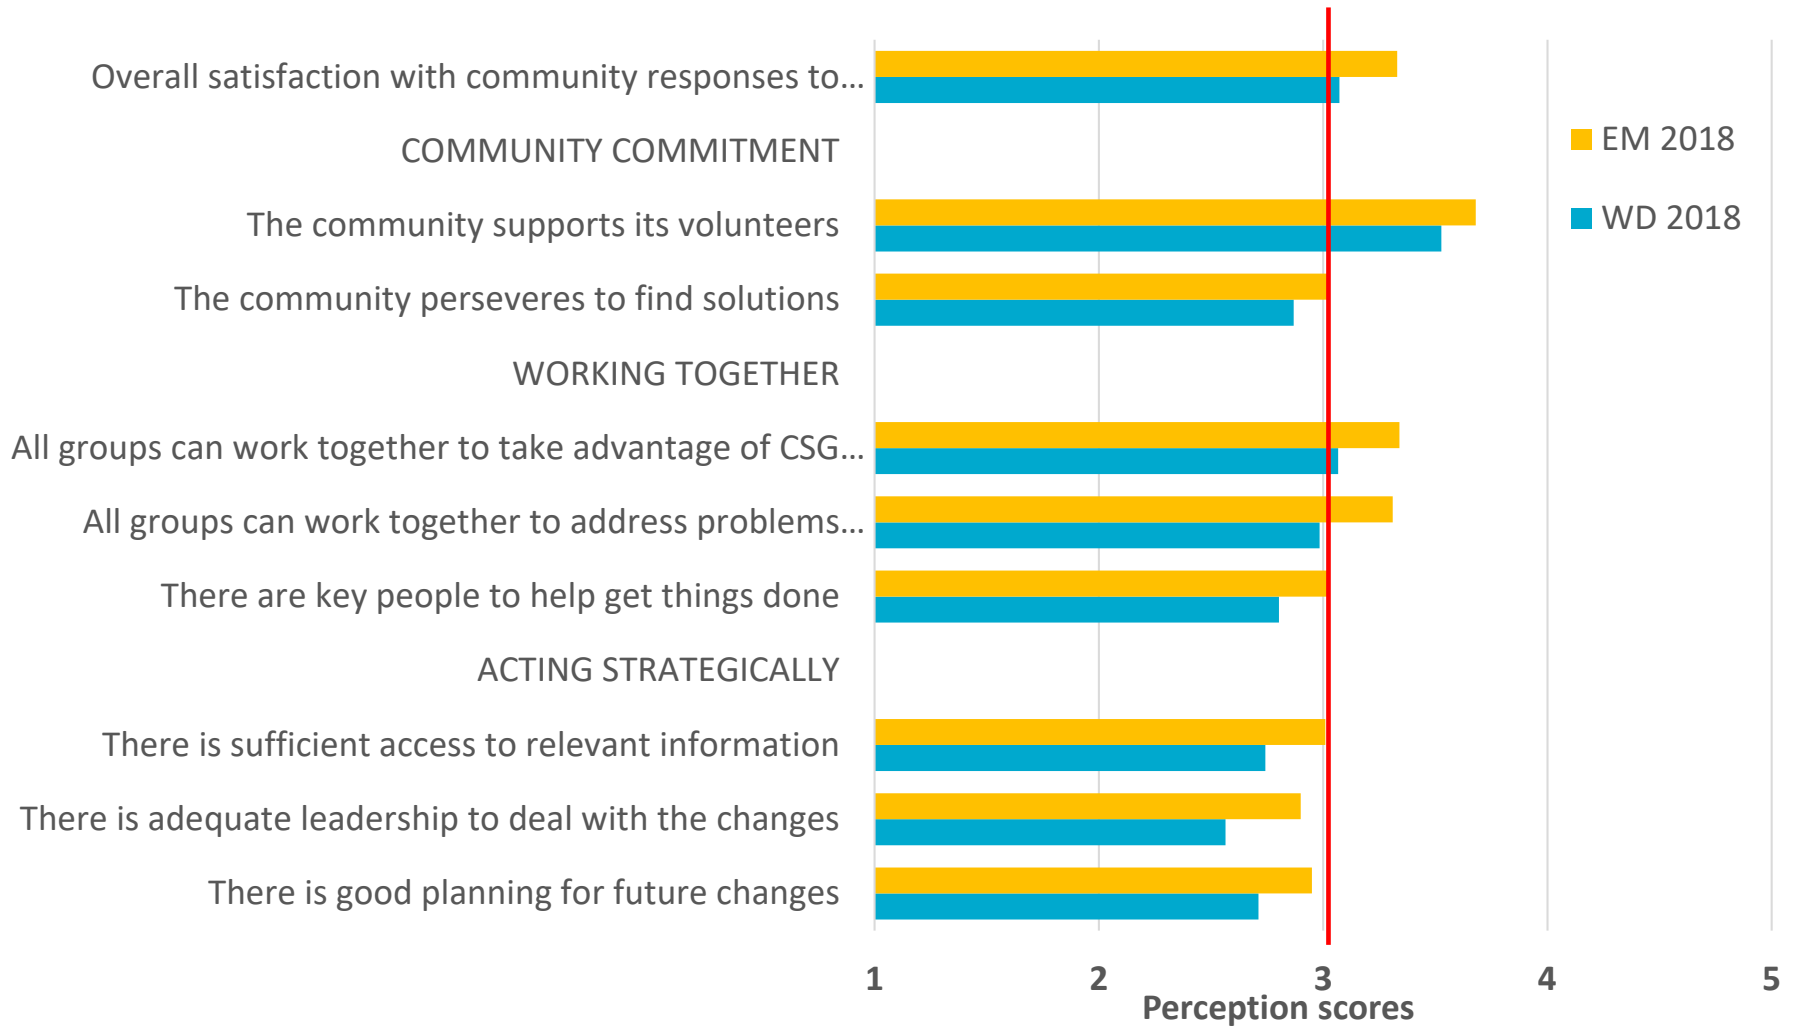 Overall satisfaction with community responses to…
COMMUNITY COMMITMENT
The community supports its volunteers
The community perseveres to find solutions
WORKING TOGETHER
All groups can work together to take advantage of CSG…
All groups can work together to address problems…
There are key people to help get things done
ACTING STRATEGICALLY
There is sufficient access to relevant information
There is adequate leadership to deal with the changes
There is good planning for future changes
EM 2018
WD 2018
1 2 3 4 5
Perception scores